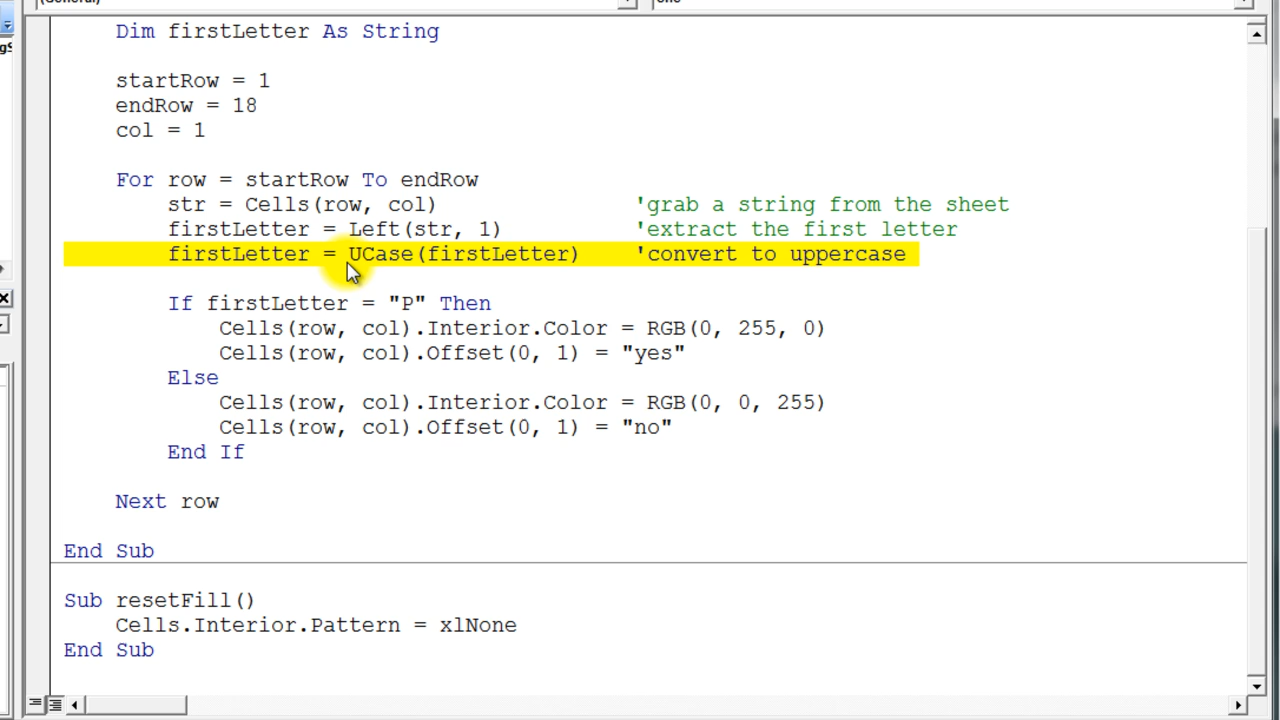 Dim firstLetter As String
startRow = 1
endRow = 18
col = 1
For row = startRow To endRow
str = Cells(row, col) 'grab a string from the sheet
firstLetter = Left(str, 1) 'extract the first letter
firstLetter = UCase(firstLetter) 'convert to uppercase
If firstLetter = "P" Then
Cells(row, col).Interior.Color = RGB(0, 255, 0)
Cells(row, col).Offset(0, 1) = "yes"
Else
Cells(row, col).Interior.Color = RGB(0, 0, 255)
Cells(row, col).Offset(0, 1) = "no"
End If
Next row
End Sub
Sub resetFill()
Cells.Interior.Pattern = xlNone
End Sub